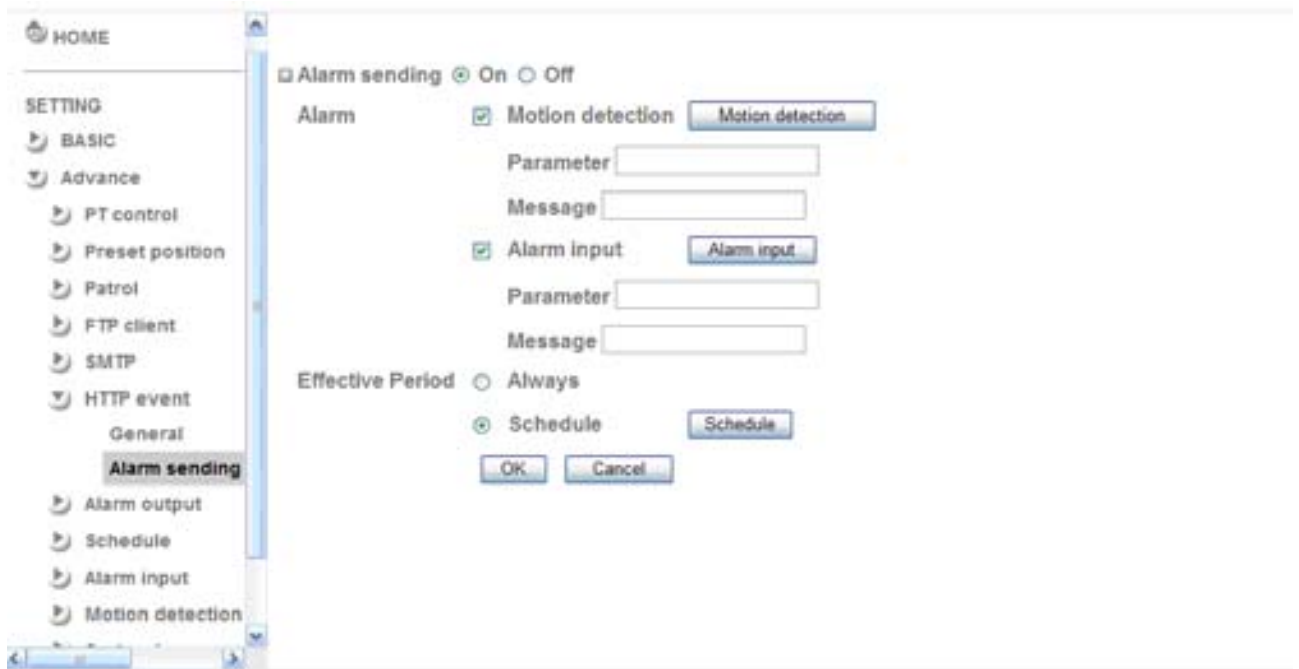 HOME
SETTING
BASIC
Advance
PT control
Preset position
Patrol
FTP client
SMTP
HTTP event
General
Alarm sending
Alarm output
Schedule
Alarm input
Motion detection
Alarm sending On Off
Alarm Motion detection Motion detection
Parameter
Message
Alarm input Alarm input
Parameter
Message
Effective Period Always
Schedule Schedule
OK Cancel